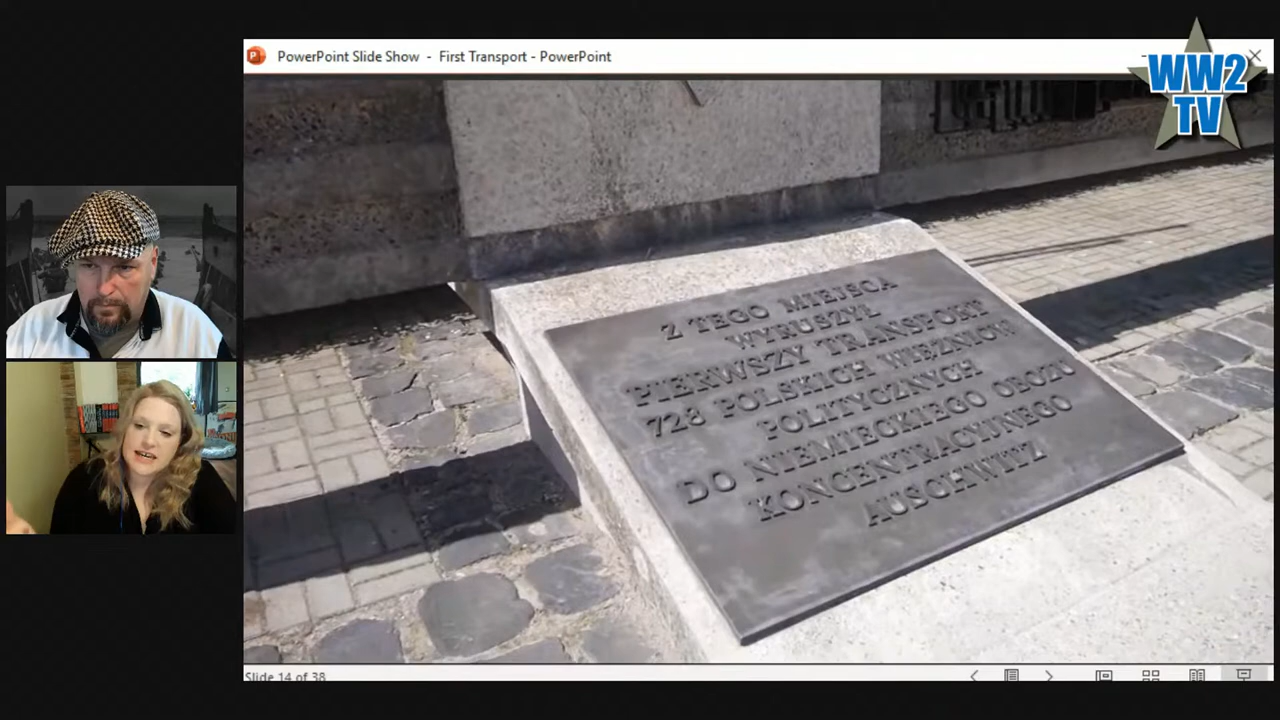 PowerPoint Slide Show - First Transport - PowerPoint
WW2
TV
Z TEGO MIEJSCA
WYRUSZYŁ
PIERWSZY TRANSPORT
728 POLSKICH WIĘŹNIÓW
POLITYCZNYCH
DO NIEMIECKIEGO OBOZU
KONCENTRACYJNEGO
AUSCHWITZ
Slide 14 of 38